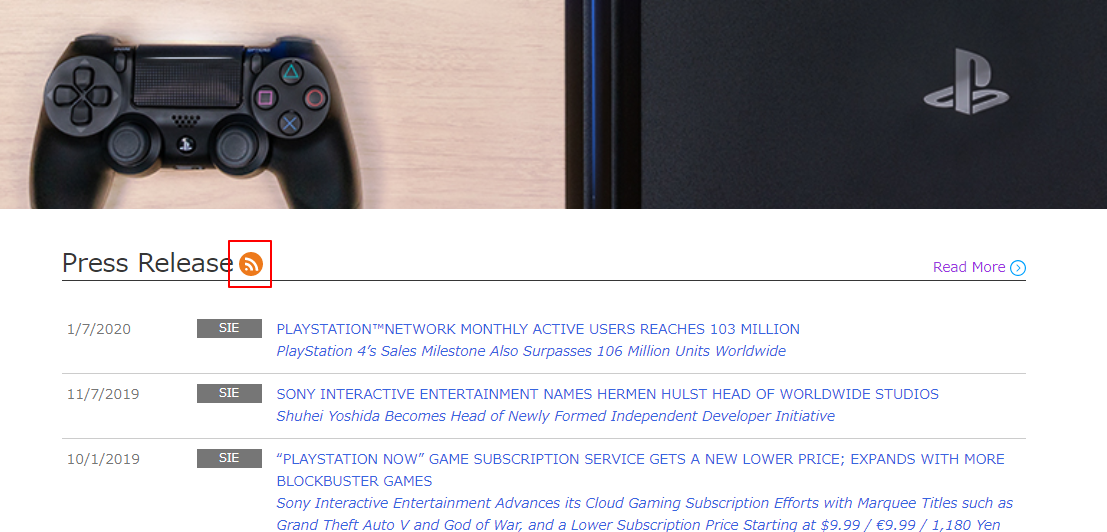 SHARE
OPTIONS
Press Release
Read More
1/7/2020
SIE
PLAYSTATION™NETWORK MONTHLY ACTIVE USERS REACHES 103 MILLION
PlayStation 4’s Sales Milestone Also Surpasses 106 Million Units Worldwide
11/7/2019
SIE
SONY INTERACTIVE ENTERTAINMENT NAMES HERMEN HULST HEAD OF WORLDWIDE STUDIOS
Shuhei Yoshida Becomes Head of Newly Formed Independent Developer Initiative
10/1/2019
SIE
“PLAYSTATION NOW” GAME SUBSCRIPTION SERVICE GETS A NEW LOWER PRICE; EXPANDS WITH MORE
BLOCKBUSTER GAMES
Sony Interactive Entertainment Advances its Cloud Gaming Subscription Efforts with Marquee Titles such as
Grand Theft Auto V and God of War, and a Lower Subscription Price Starting at $9.99 / €9.99 / 1,180 Yen